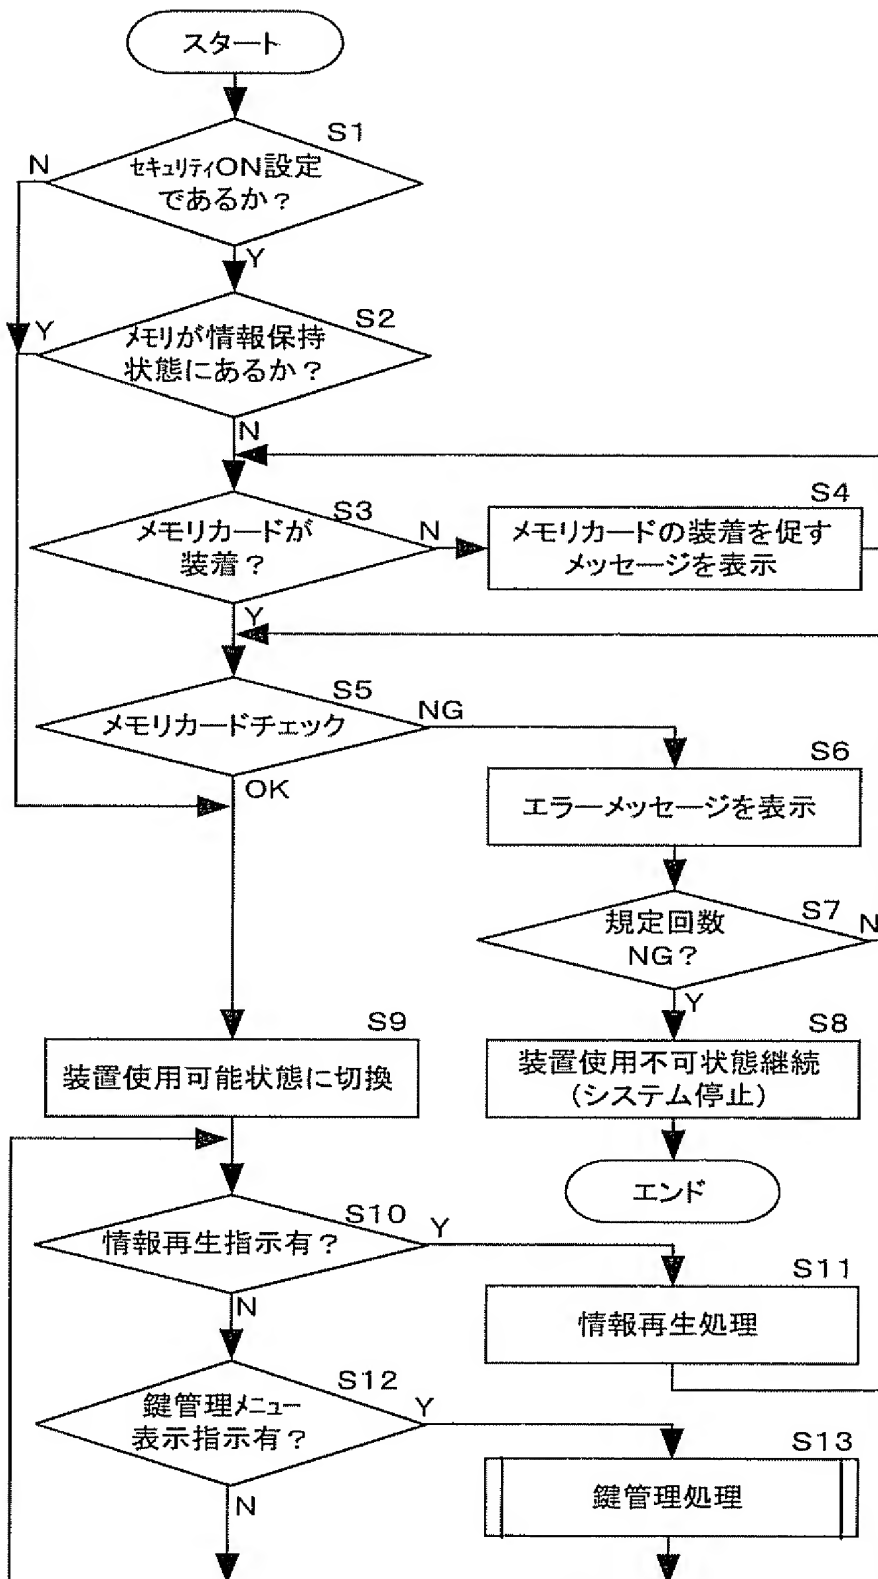 スタート
S1
N
セキュリティON設定
であるか？
Y
S2
Y
メモリが情報保持
状態にあるか？
N
S3
メモリカードが
装着？
N
S4
メモリカードの装着を促す
メッセージを表示
Y
S5
メモリカードチェック
NG
OK
S6
エラーメッセージを表示
S7
規定回数
NG？
N
Y
S8
装置使用不可状態継続
(システム停止)
エンド
S9
装置使用可能状態に切換
S10
情報再生指示有？
Y
S11
情報再生処理
N
S12
鍵管理メニュー
表示指示有？
Y
S13
鍵管理処理
N